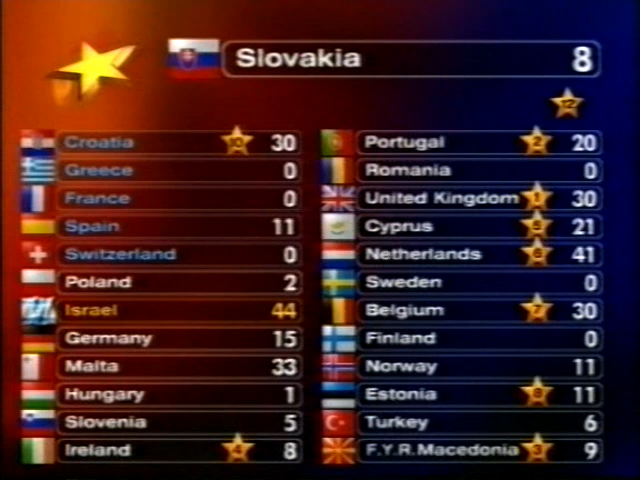 Slovakia 8
12
Croatia 10 30
Greece 0
France 0
Spain 11
Switzerland 0
Poland 2
Israel 44
Germany 15
Malta 33
Hungary 1
Slovenia 5
Ireland 4 8
Portugal 2 20
Romania 0
United Kingdom 1 30
Cyprus 5 21
Netherlands 6 41
Sweden 0
Belgium 7 30
Finland 0
Norway 11
Estonia 8 11
Turkey 6
F.Y.R.Macedonia 3 9